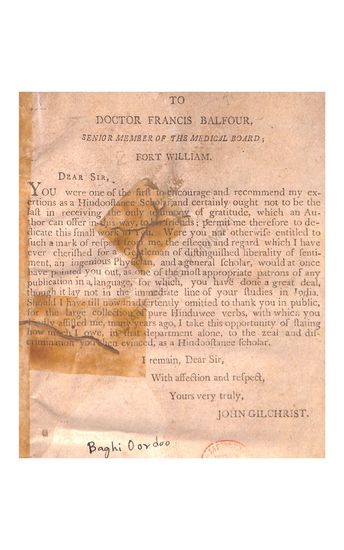 TO
DOCTOR FRANCIS BALFOUR,
SENIOR MEMBER OF THE MEDICAL BOARD;
FORT WILLIAM.
DEAR SIR,
YOU were one of the first to encourage and recommend my ex-
ertions as a Hindoostanee Scholar, and certainly ought not to be the
last in receiving the only testimony of gratitude, which an Au-
thor can offer in this way, to his friends; permit me therefore to de-
dicate this small work to you. Were you not otherwise entitled to
such a mark of respect from me, the esteem and regard which I have
ever cherished for a Gentleman of distinguished liberality of senti-
ment, an ingenious Physician, and a general scholar, would at once
have pointed you out, as one of the most appropriate patrons of any
publication in a language, for which, you have done a great deal,
though it lay not in the immediate line of your studies in India.
Should I have till now inadvertently omitted to thank you in public,
for the large collection of pure Hinduwee verbs, with which you
kindly assisted me, many years ago, I take this opportunity of stating
how much I owe, in that department alone, to the zeal and dis-
crimination you then evinced, as a Hindoostanee scholar.
I remain, Dear Sir,
With affection and respect,
Yours very truly,
JOHN GILCHRIST.
Baghi Oordoo